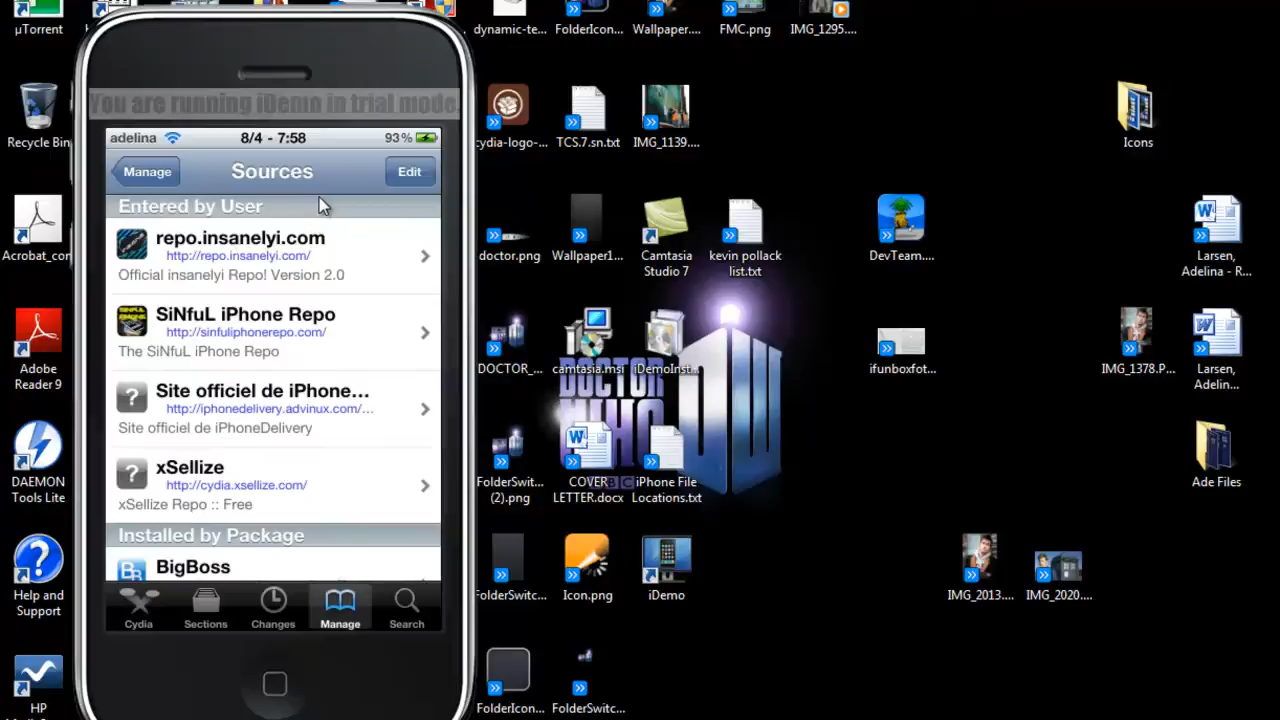 µTorrent
dynamic-te...
FolderIcon...
Wallpaper....
FMC.png
IMG_1295....
You are running iDemo in trial mode.
adelina
8/4 - 7:58
93%
Manage
Sources
Edit
Entered by User
repo.insanelyi.com
http://repo.insanelyi.com/
Official insanelyi Repo! Version 2.0
SiNfuL iPhone Repo
http://sinfuliphonerepo.com/
The SiNfuL iPhone Repo
Site officiel de iPhone...
http://iphonedelivery.advinux.com/...
Site officiel de iPhoneDelivery
xSellize
http://cydia.xsellize.com/
xSellize Repo :: Free
Installed by Package
BigBoss
Cydia
Sections
Changes
Manage
Search
Recycle Bin
cydia-logo-...
TCS.7.sn.txt
IMG_1139....
Icons
Acrobat_con
doctor.png
Wallpaper1...
Camtasia
Studio 7
kevin pollack
list.txt
DevTeam....
Larsen,
Adelina - R...
Adobe
Reader 9
DOCTOR_...
camtasia.msi
iDemoInst...
ifunboxfot...
IMG_1378.P...
Larsen,
Adelin...
DOCTOR
WHO
BBC
DW
DAEMON
Tools Lite
FolderSwit...
(2).png
COVER
LETTER.docx
iPhone File
Locations.txt
Ade Files
Help and
Support
FolderSwitc...
Icon.png
iDemo
IMG_2013....
IMG_2020....
HP
FolderIcon...
FolderSwitc...